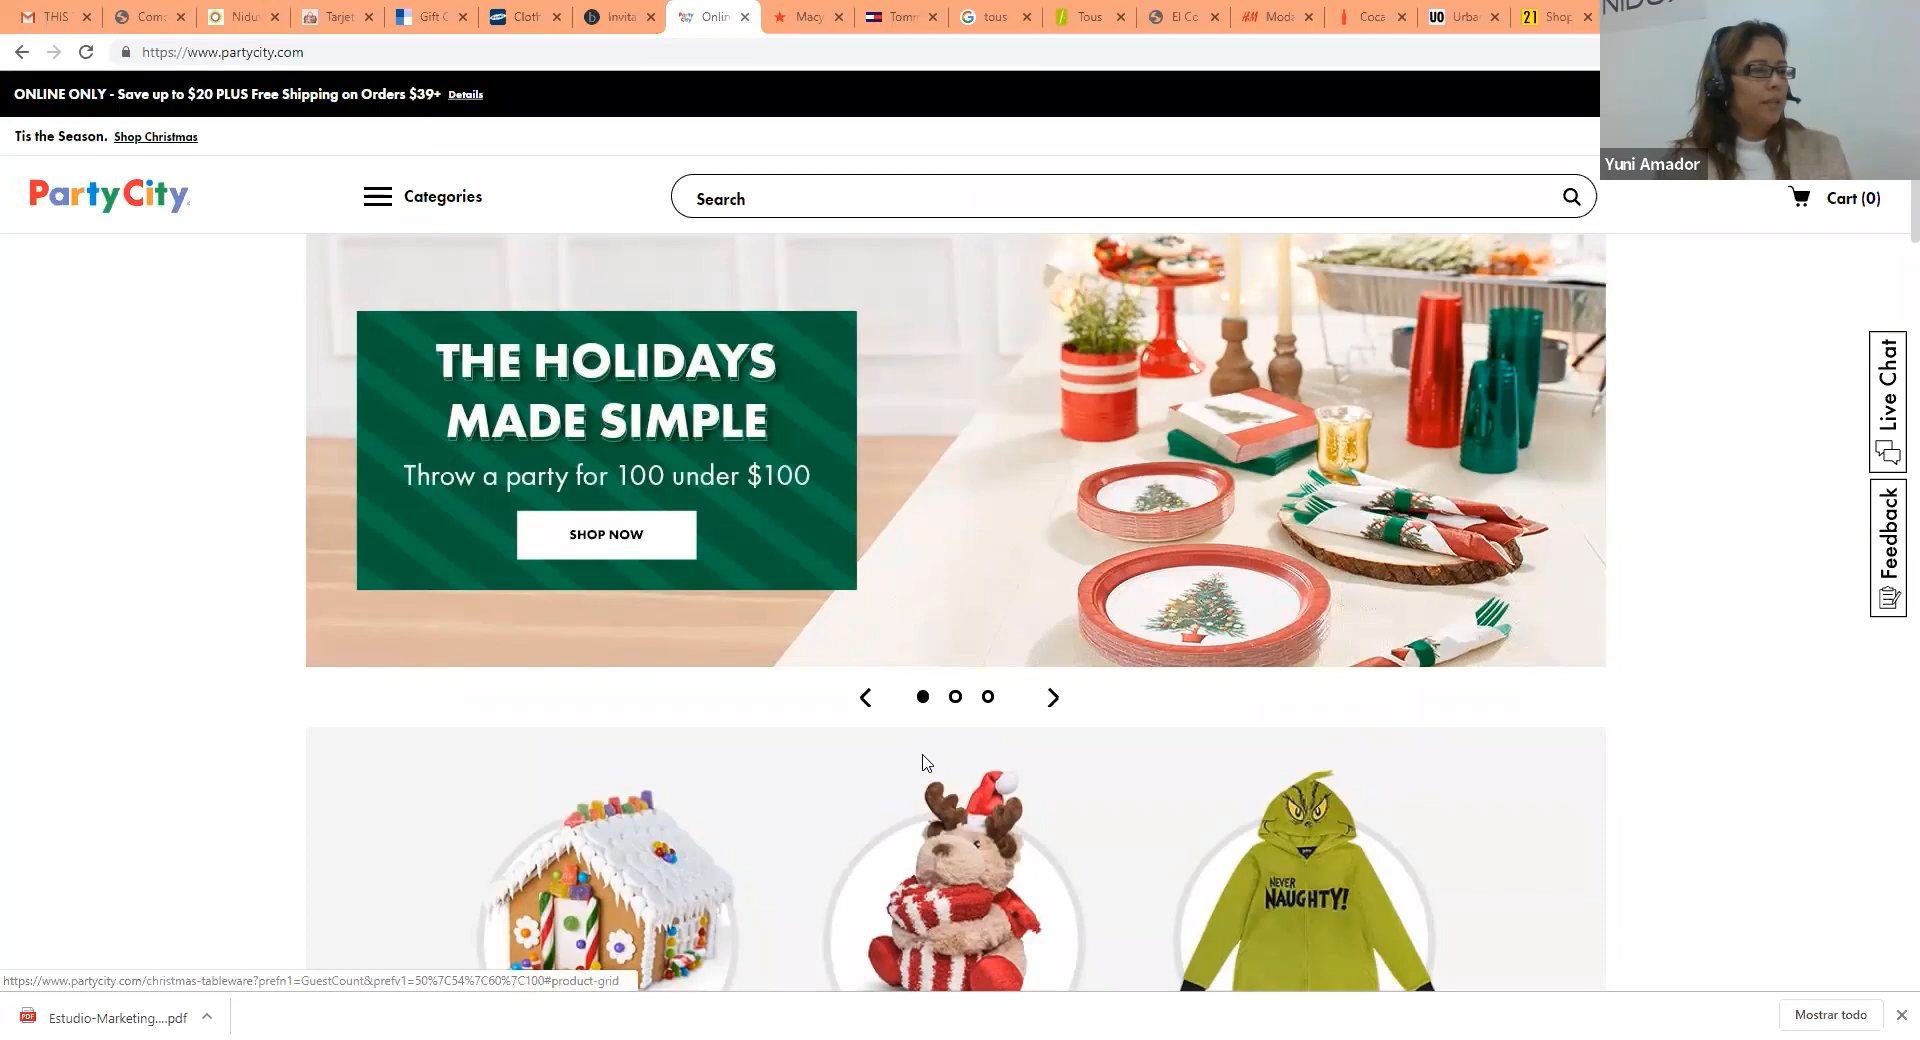 THIS
Coms
Nidu
Tarjet
Gift C
Cloth
Invita
Onlin
Macy
Tomm
tous
Tous
El Co
H&M Moda
Coca
UO Urba
21 Shop
https://www.partycity.com
ONLINE ONLY - Save up to $20 PLUS Free Shipping on Orders $39+ Details
Tis the Season. Shop Christmas
Yuni Amador
PartyCity
Categories
Search
Cart (0)
THE HOLIDAYS
MADE SIMPLE
Throw a party for 100 under $100
SHOP NOW
Live Chat
Feedback
NEVER
NAUGHTY!
https://www.partycity.com/christmas-tableware?prefn1=GuestCount&prefv1=50%7C54%7C60%7C100#product-grid
PDF
Estudio-Marketing....pdf
Mostrar todo